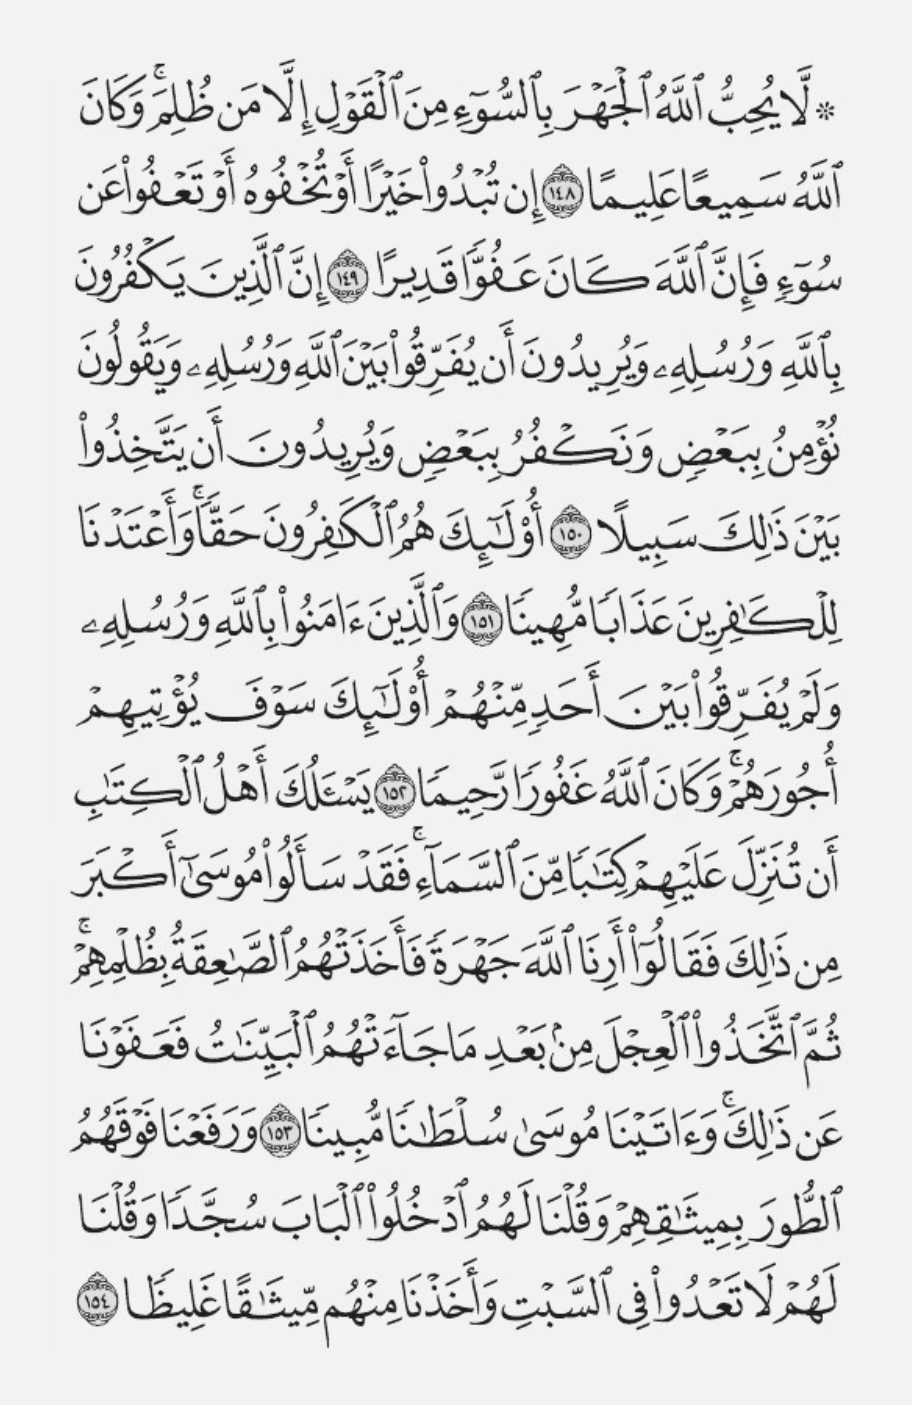 ۞ لَّا يُحِبُّ ٱللَّهُ ٱلْجَهْرَ بِٱلسُّوٓءِ مِنَ ٱلْقَوْلِ إِلَّا مَن ظُلِمَ ۚ وَكَانَ
ٱللَّهُ سَمِيعًا عَلِيمًا ١٤٨ إِن تُبْدُوا۟ خَيْرًا أَوْ تُخْفُوهُ أَوْ تَعْفُوا۟ عَن
سُوٓءٍ فَإِنَّ ٱللَّهَ كَانَ عَفُوًّا قَدِيرًا ١٤٩ إِنَّ ٱلَّذِينَ يَكْفُرُونَ
بِٱللَّهِ وَرُسُلِهِۦ وَيُرِيدُونَ أَن يُفَرِّقُوا۟ بَيْنَ ٱللَّهِ وَرُسُلِهِۦ وَيَقُولُونَ
نُؤْمِنُ بِبَعْضٍ وَنَكْفُرُ بِبَعْضٍ وَيُرِيدُونَ أَن يَتَّخِذُوا۟
بَيْنَ ذَٰلِكَ سَبِيلًا ١٥٠ أُو۟لَـٰٓئِكَ هُمُ ٱلْكَـٰفِرُونَ حَقًّا ۚ وَأَعْتَدْنَا
لِلْكَـٰفِرِينَ عَذَابًا مُّهِينًا ١٥١ وَٱلَّذِينَ ءَامَنُوا۟ بِٱللَّهِ وَرُسُلِهِۦ
وَلَمْ يُفَرِّقُوا۟ بَيْنَ أَحَدٍ مِّنْهُمْ أُو۟لَـٰٓئِكَ سَوْفَ يُؤْتِيهِمْ
أُجُورَهُمْ ۚ وَكَانَ ٱللَّهُ غَفُورًا رَّحِيمًا ١٥٢ يَسْـَٔلُكَ أَهْلُ ٱلْكِتَـٰبِ
أَن تُنَزِّلَ عَلَيْهِمْ كِتَـٰبًا مِّنَ ٱلسَّمَآءِ ۚ فَقَدْ سَأَلُوا۟ مُوسَىٰٓ أَكْبَرَ
مِن ذَٰلِكَ فَقَالُوٓا۟ أَرِنَا ٱللَّهَ جَهْرَةً فَأَخَذَتْهُمُ ٱلصَّـٰعِقَةُ بِظُلْمِهِمْ ۚ
ثُمَّ ٱتَّخَذُوا۟ ٱلْعِجْلَ مِنۢ بَعْدِ مَا جَآءَتْهُمُ ٱلْبَيِّنَـٰتُ فَعَفَوْنَا
عَن ذَٰلِكَ ۚ وَءَاتَيْنَا مُوسَىٰ سُلْطَـٰنًا مُّبِينًا ١٥٣ وَرَفَعْنَا فَوْقَهُمُ
ٱلطُّورَ بِمِيثَـٰقِهِمْ وَقُلْنَا لَهُمُ ٱدْخُلُوا۟ ٱلْبَابَ سُجَّدًا وَقُلْنَا
لَهُمْ لَا تَعْدُوا۟ فِى ٱلسَّبْتِ وَأَخَذْنَا مِنْهُم مِّيثَـٰقًا غَلِيظًا ١٥٤